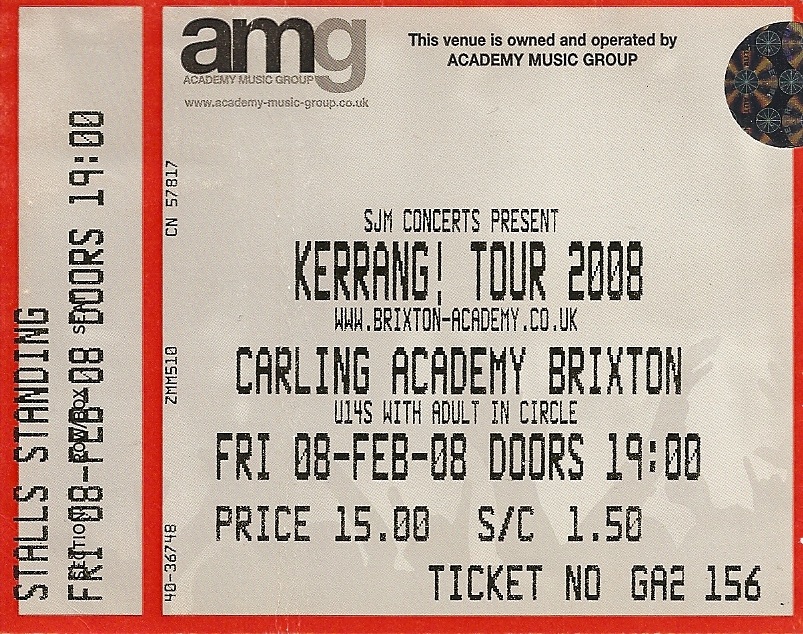 amg
ACADEMY MUSIC GROUP
www.academy-music-group.co.uk
This venue is owned and operated by
ACADEMY MUSIC GROUP
SJM CONCERTS PRESENT
KERRANG! TOUR 2008
WWW.BRIXTON-ACADEMY.CO.UK
CARLING ACADEMY BRIXTON
U14S WITH ADULT IN CIRCLE
FRI 08-FEB-08 DOORS 19:00
PRICE 15.00 S/C 1.50
TICKET NO GA2 156
CN 57817
ZMM510
40-36748
STALLS STANDING
FRI 08-FEB-08 DOORS 19:00
SECTION ROW/BOX SEAT